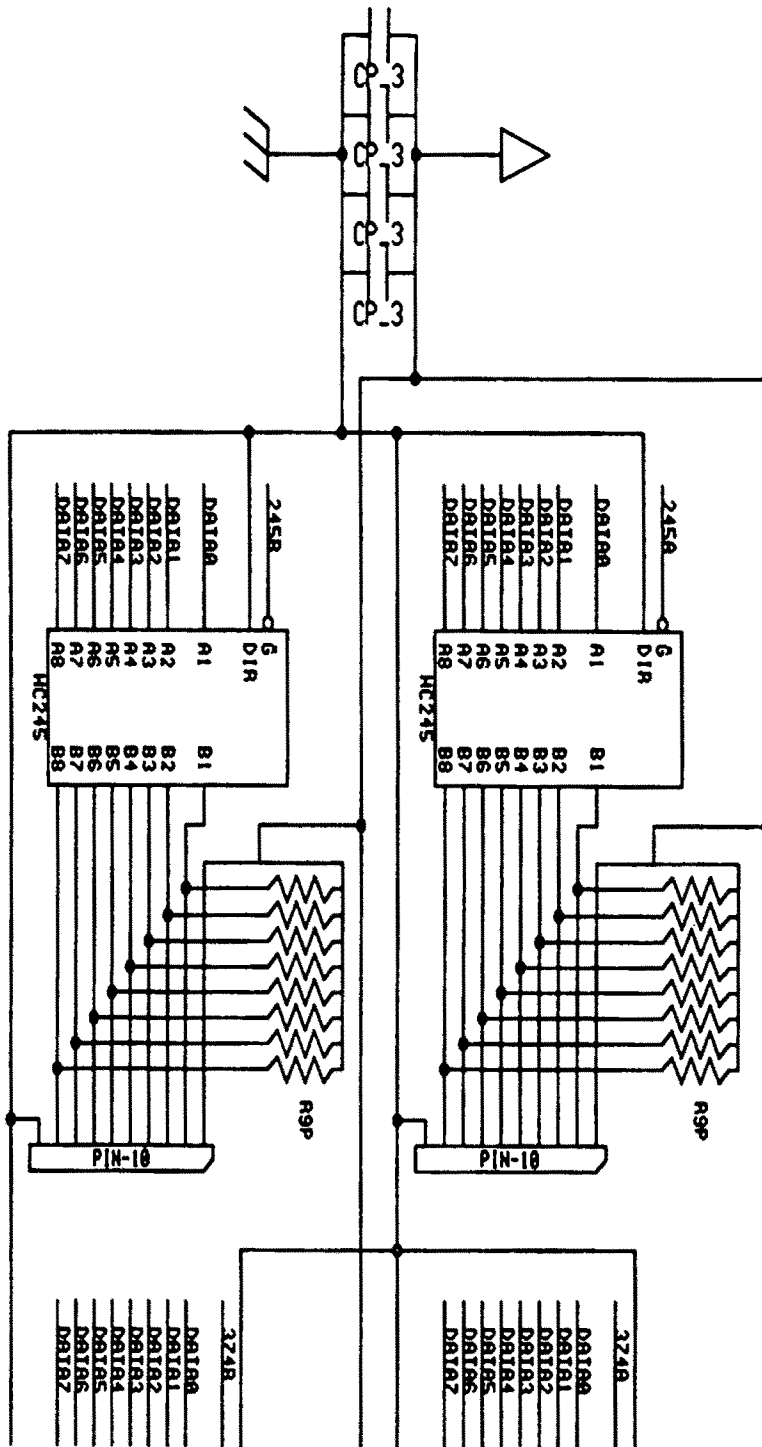 CP_3
CP_3
CP_3
CP_3
245A
DATA0
DATA1
DATA2
DATA3
DATA4
DATA5
DATA6
DATA7
G
DIR
A1 B1
A2 B2
A3 B3
A4 B4
A5 B5
A6 B6
A7 B7
A8 B8
HC245
R9P
PIN-10
374A
DATA0
DATA1
DATA2
DATA3
DATA4
DATA5
DATA6
DATA7
245B
DATA0
DATA1
DATA2
DATA3
DATA4
DATA5
DATA6
DATA7
G
DIR
A1 B1
A2 B2
A3 B3
A4 B4
A5 B5
A6 B6
A7 B7
A8 B8
HC245
R9P
PIN-10
374B
DATA0
DATA1
DATA2
DATA3
DATA4
DATA5
DATA6
DATA7